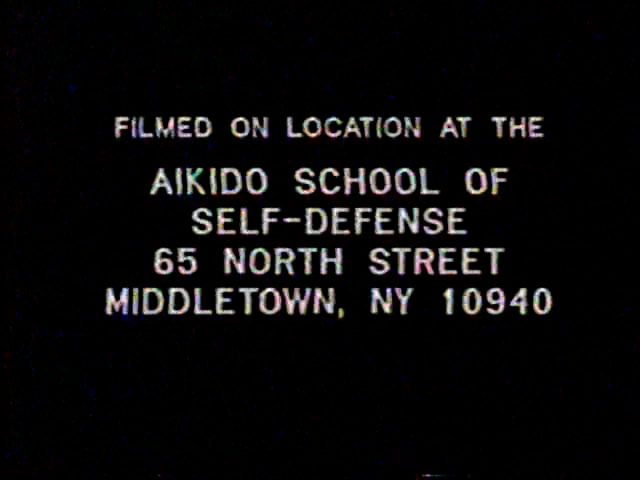 FILMED ON LOCATION AT THE
AIKIDO SCHOOL OF
SELF-DEFENSE
65 NORTH STREET
MIDDLETOWN, NY 10940